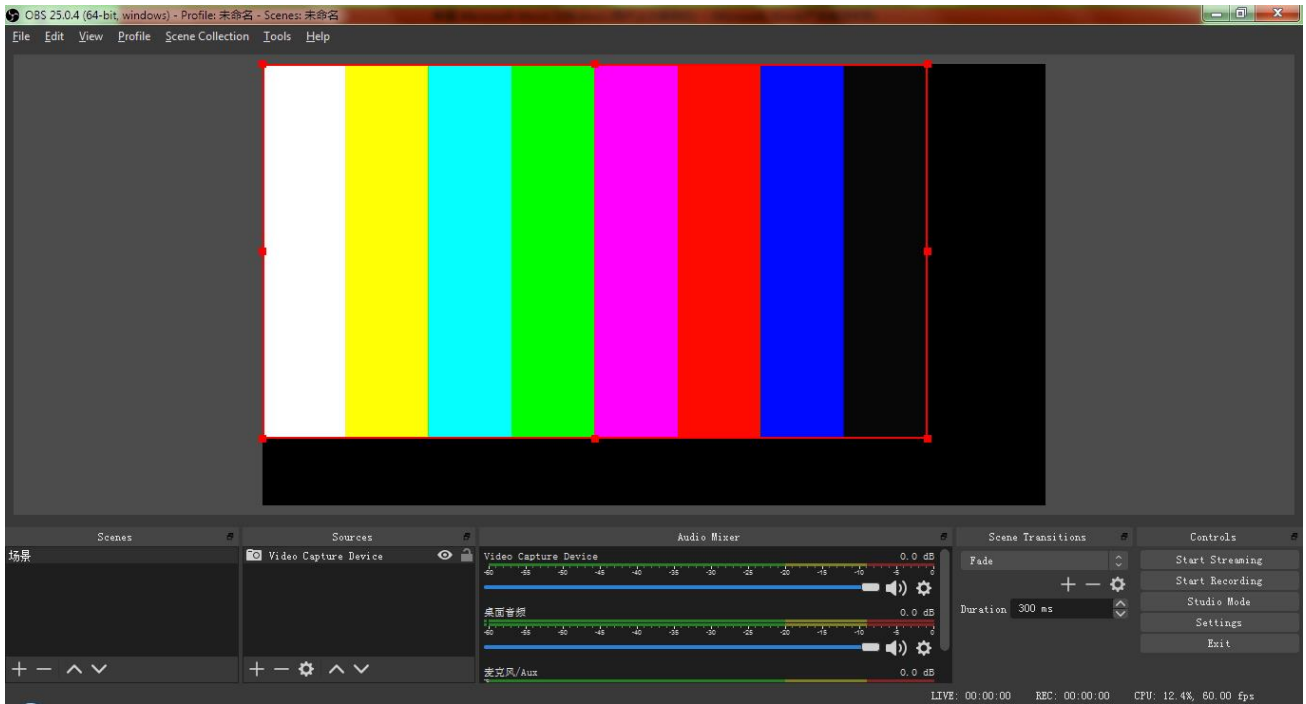 OBS 25.0.4 (64-bit, windows) - Profile: 未命名 - Scenes: 未命名
File Edit View Profile Scene Collection Tools Help
Scenes
场景
Sources
Video Capture Device
Audio Mixer
Video Capture Device 0.0 dB
-60 -55 -50 -45 -40 -35 -30 -25 -20 -15 -10 -5 0
桌面音频 0.0 dB
-60 -55 -50 -45 -40 -35 -30 -25 -20 -15 -10 -5 0
麦克风/Aux 0.0 dB
Scene Transitions
Fade
Duration 300 ms
Controls
Start Streaming
Start Recording
Studio Mode
Settings
Exit
LIVE: 00:00:00 REC: 00:00:00 CPU: 12.4%, 60.00 fps